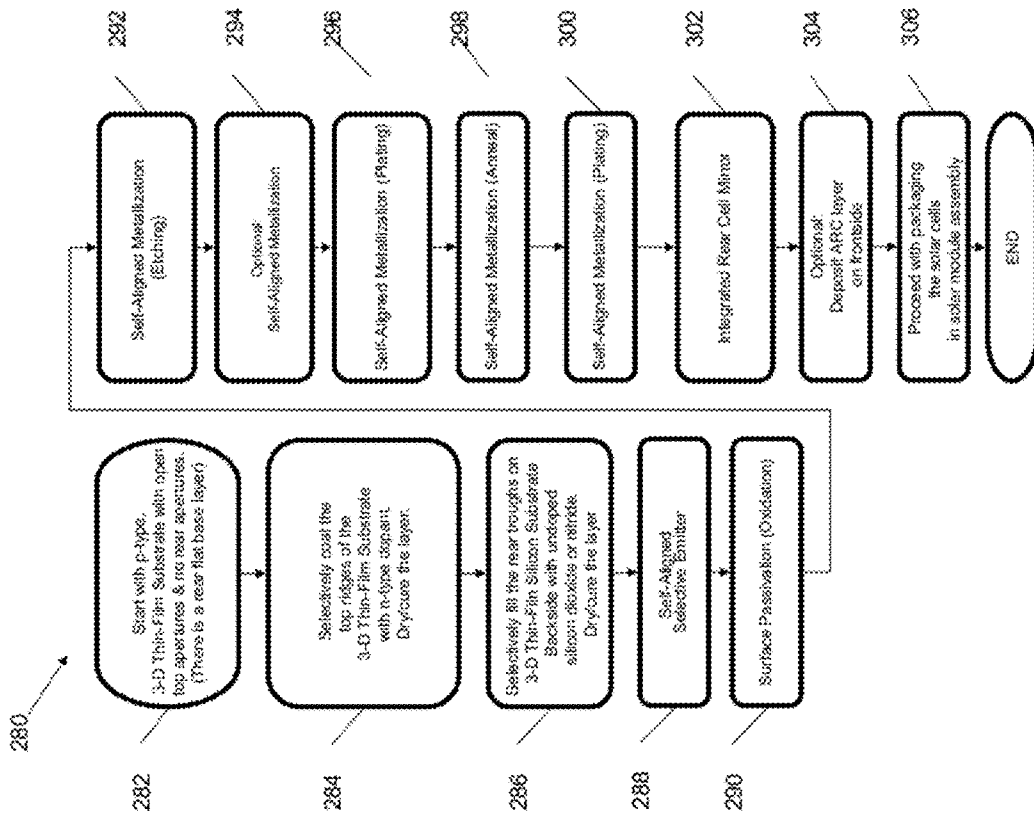 280
282
Start with p-type,
3-D Thin-Film Substrate with open
top apertures & no rear apertures.
(There is a rear flat base layer)
284
Selectively coat the
top ridges of the
3-D Thin-Film Substrate
with n-type dopant.
Dry/cure the layer.
286
Selectively fill the rear troughs on
3-D Thin-Film Silicon Substrate
Backside with undoped
silicon dioxide or nitride.
Dry/cure the layer
288
Self-Aligned
Selective Emitter
290
Surface Passivation (Oxidation)
292
Self-Aligned Metallization
(Etching)
294
Optional:
Self-Aligned Metallization
296
Self-Aligned Metallization (Plating)
298
Self-Aligned Metallization (Anneal)
300
Self-Aligned Metallization (Plating)
302
Integrated Rear Cell Mirror
304
Optional:
Deposit ARC layer
on frontside
306
Proceed with packaging
the solar cells
in solar module assembly
END